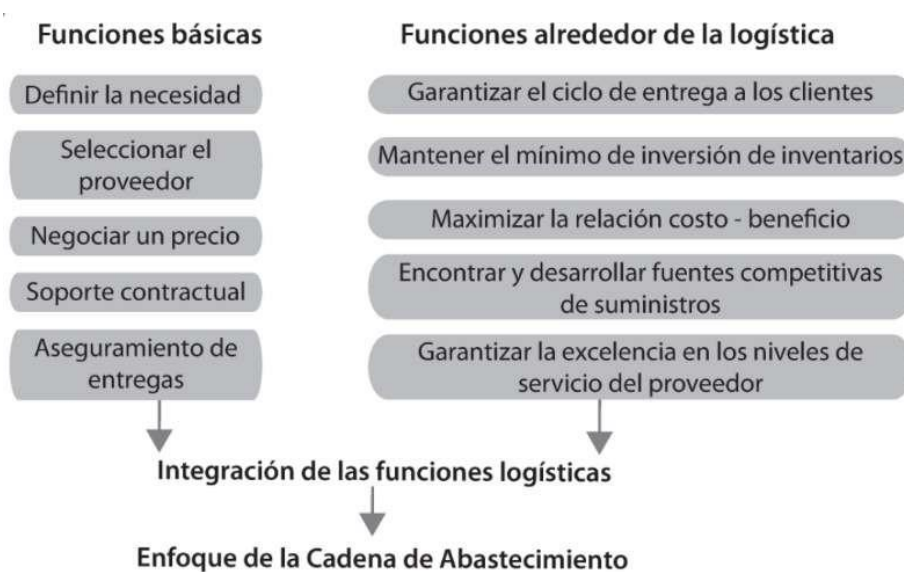 Funciones básicas
Definir la necesidad
Seleccionar el
proveedor
Negociar un precio
Soporte contractual
Aseguramiento de
entregas
Funciones alrededor de la logística
Garantizar el ciclo de entrega a los clientes
Mantener el mínimo de inversión de inventarios
Maximizar la relación costo - beneficio
Encontrar y desarrollar fuentes competitivas
de suministros
Garantizar la excelencia en los niveles de
servicio del proveedor
Integración de las funciones logísticas
Enfoque de la Cadena de Abastecimiento